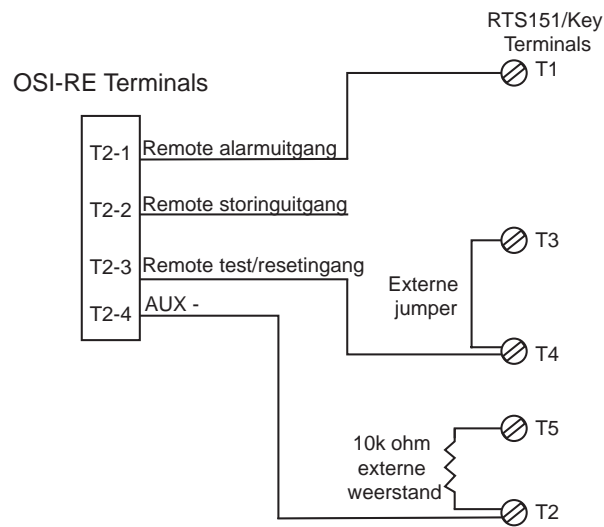 RTS151/Key
Terminals
T1
OSI-RE Terminals
T2-1 Remote alarmuitgang
T2-2 Remote storinguitgang
T3
T2-3 Remote test/resetingang
Externe
jumper
T2-4 AUX -
T4
T5
10k ohm
externe
weerstand
T2